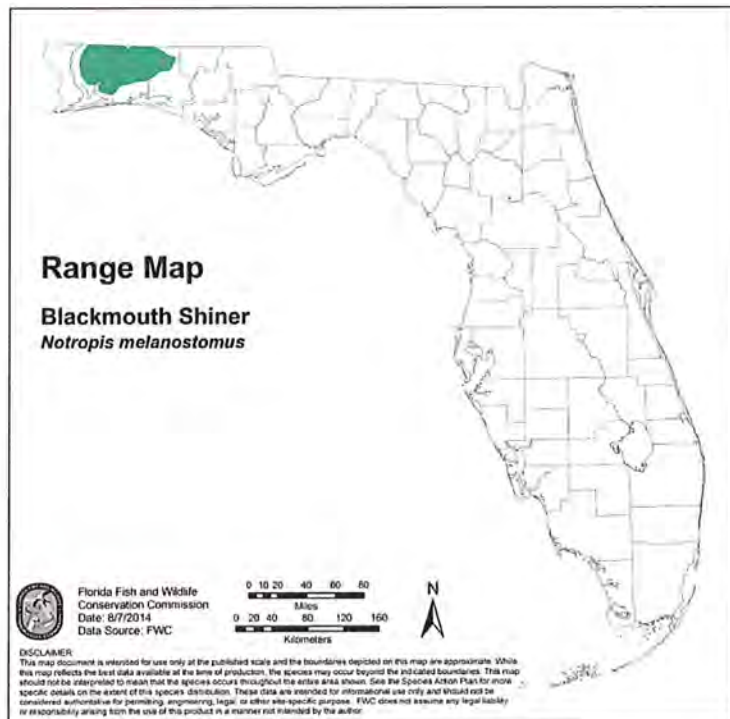 Range Map
Blackmouth Shiner
Notropis melanostomus
Florida Fish and Wildlife
Conservation Commission
Date: 8/7/2014
Data Source: FWC
0 10 20 40 60 80
Miles
0 20 40 80 120 160
Kilometers
N
DISCLAIMER:
This map document is intended for use only at the published scale and the boundaries depicted on this map are approximate. While
this map reflects the best data available at the time of production, the species may occur beyond the indicated boundaries. This map
should not be interpreted to mean that the species occurs throughout the entire area shown. See the Species Action Plan for more
specific details on the extent of this species distribution. These data are intended for informational use only and should not be
considered authoritative for permitting, engineering, legal, or other site-specific purpose. FWC does not assume any legal liability
or responsibility arising from the use of this product in a manner not intended by the author.